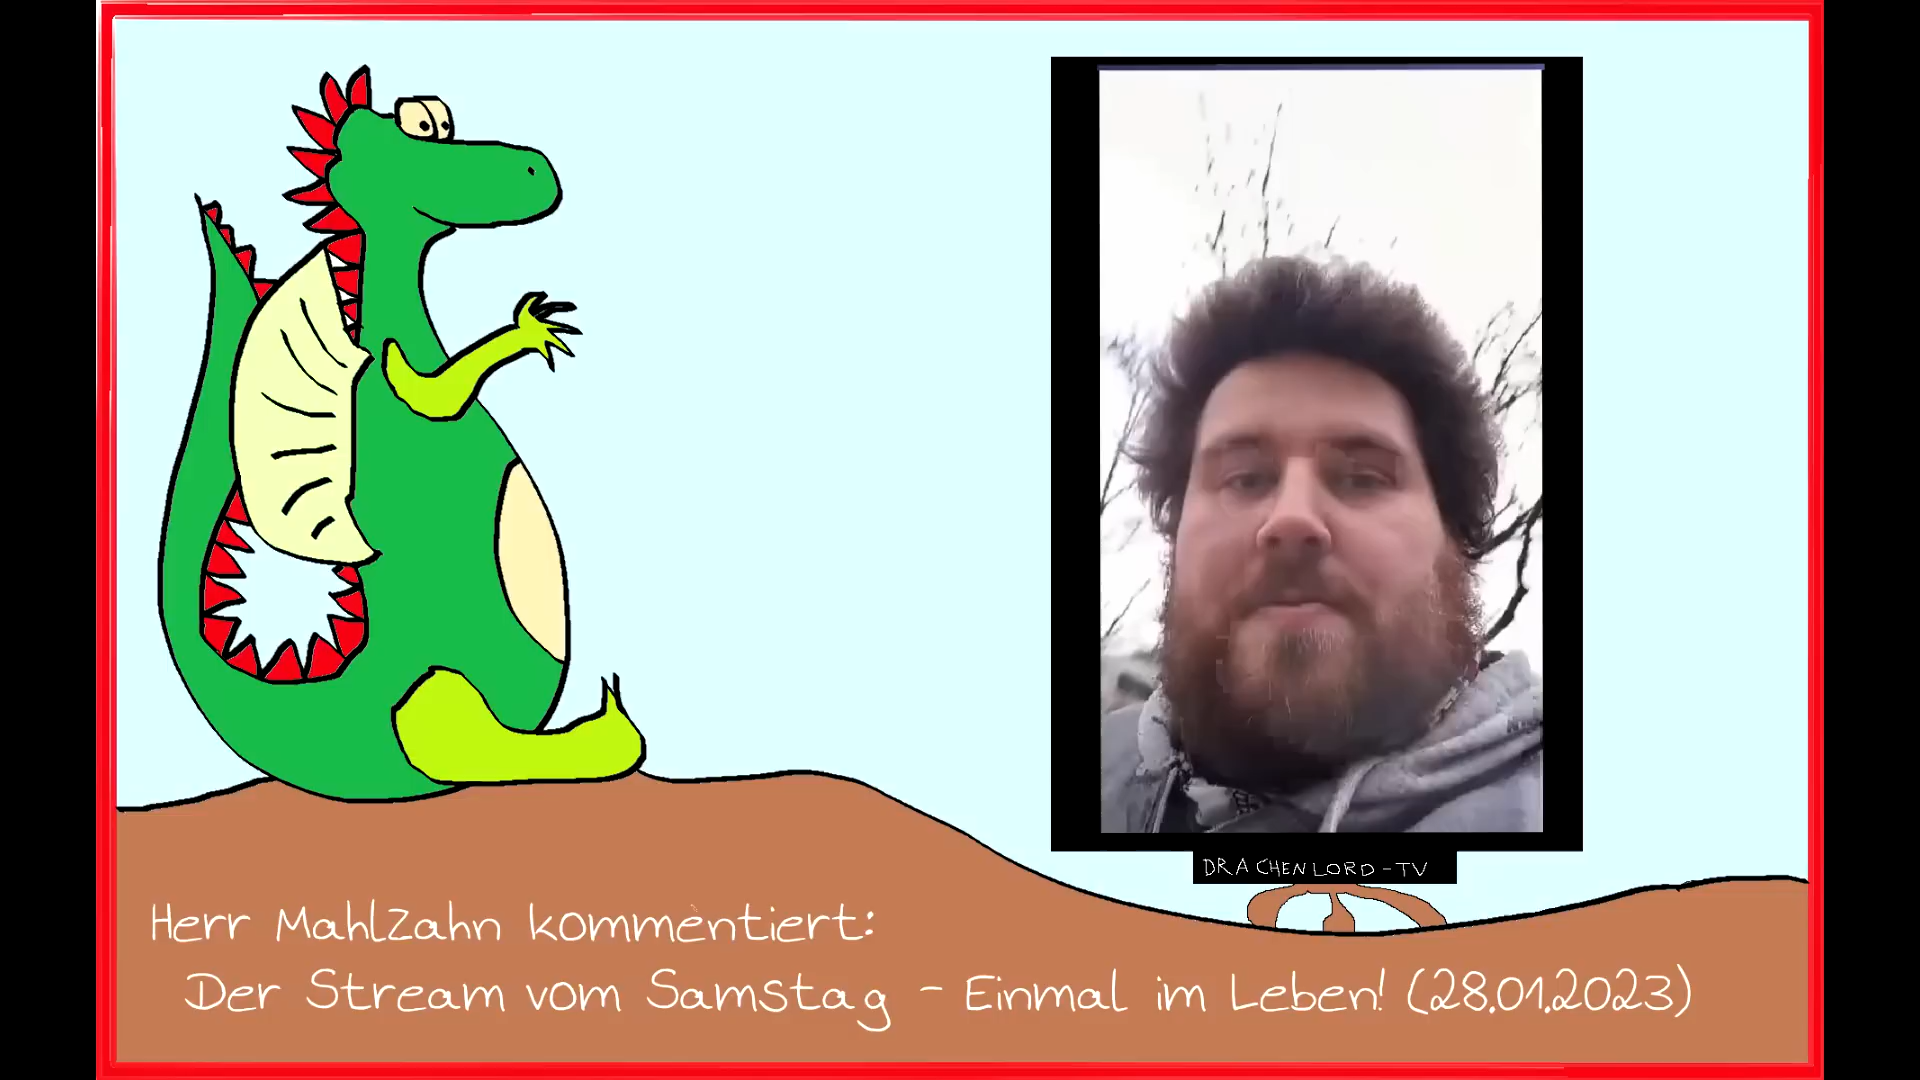 DRACHENLORD-TV
Herr Mahlzahn kommentiert:
Der Stream vom Samstag - Einmal im Leben! (28.01.2023)